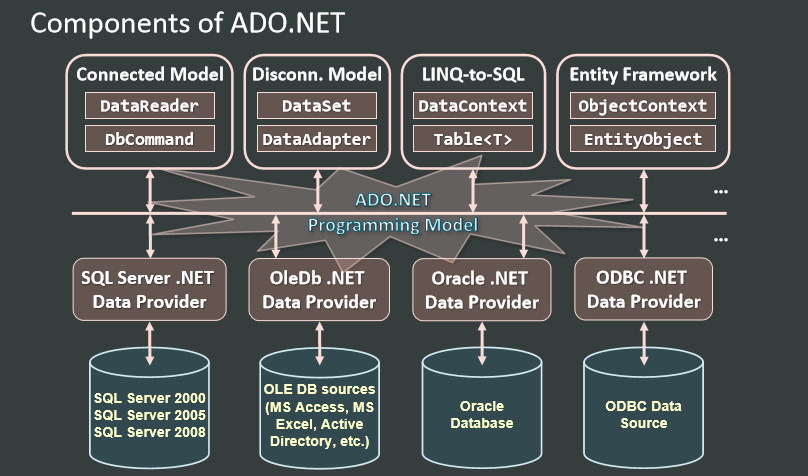 Components of ADO.NET
Connected Model
DataReader
DbCommand
Disconn. Model
DataSet
DataAdapter
LINQ-to-SQL
DataContext
Table<T>
Entity Framework
ObjectContext
EntityObject
ADO.NET
Programming Model
...
...
SQL Server .NET
Data Provider
OleDb .NET
Data Provider
Oracle .NET
Data Provider
ODBC .NET
Data Provider
SQL Server 2000
SQL Server 2005
SQL Server 2008
OLE DB sources
(MS Access, MS
Excel, Active
Directory, etc.)
Oracle
Database
ODBC Data
Source